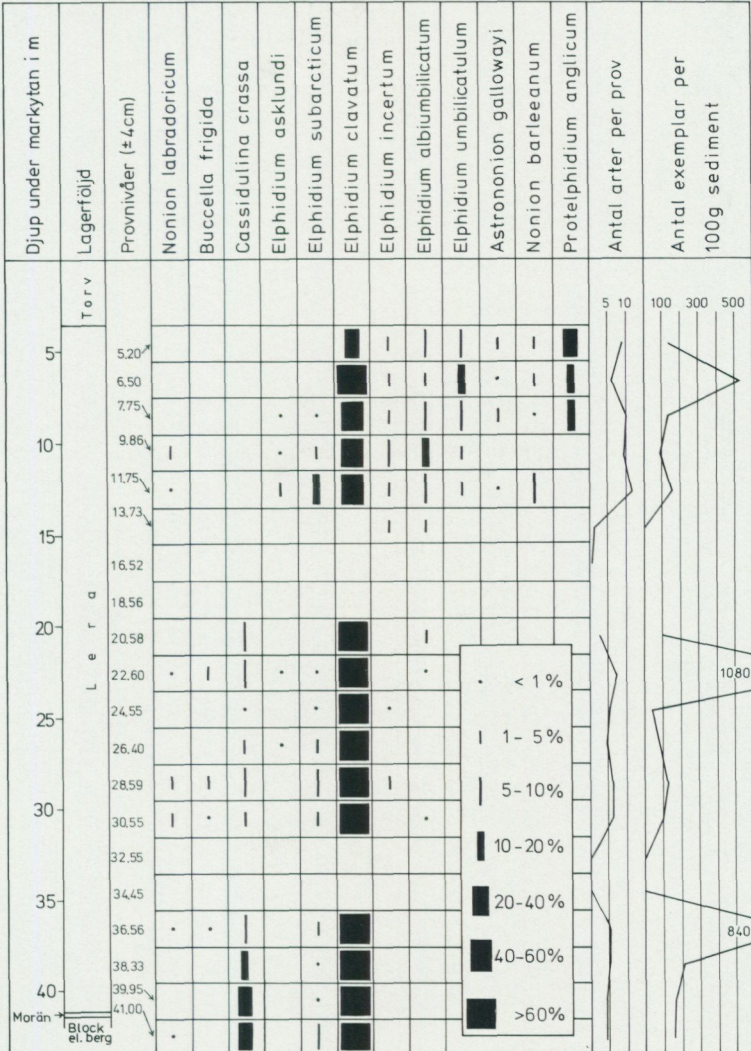 Djup under markytan i m
Lagerföljd
Provnivåer (±4cm)
Nonion labradoricum
Buccella frigida
Cassidulina crassa
Elphidium asklundi
Elphidium subarcticum
Elphidium clavatum
Elphidium incertum
Elphidium albiumbilicatum
Elphidium umbilicatulum
Astrononion gallowayi
Nonion barleeanum
Protelphidium anglicum
Antal arter per prov
Antal exemplar per
100g sediment
Torv
5 10 100 300 500
5
5,20
6,50
7,75
10
9,86
11,75
13,73
15
16,52
18,56
Lera
20
20,58
22,60
1080
25
24,55
26,40
28,59
30
30,55
32,55
35
34,45
36,56
840
38,33
40
39,95
41,00
Morän
Block
el. berg
< 1 %
1 - 5 %
5 - 10 %
10 - 20 %
20 - 40 %
40 - 60 %
>60 %